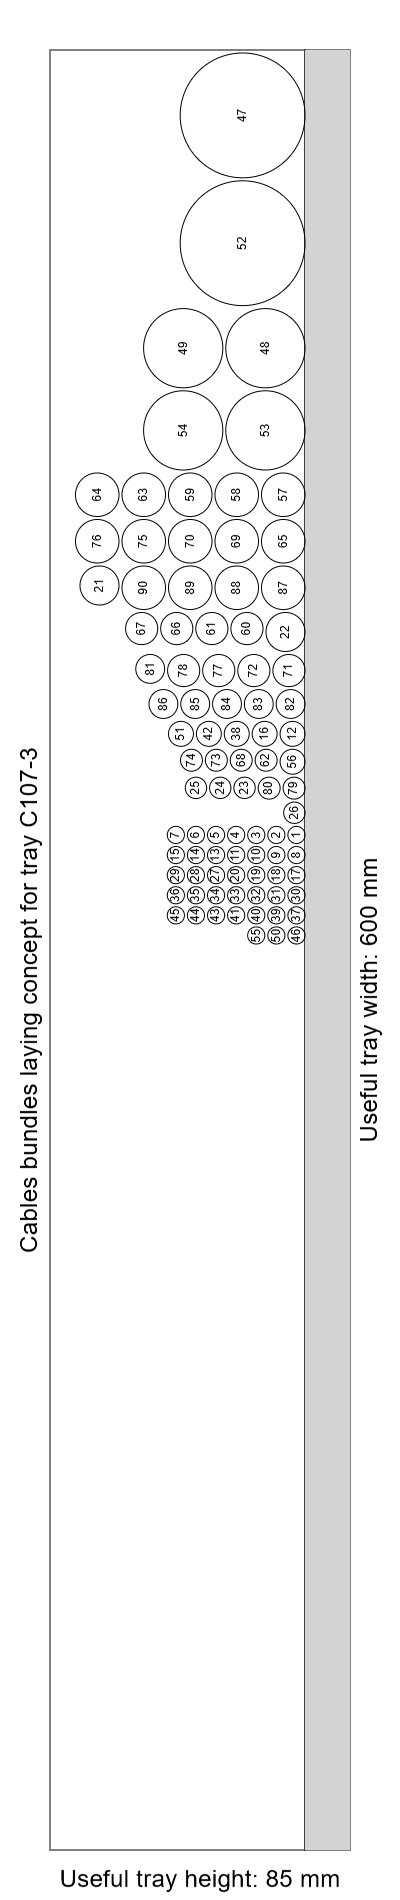 Cables bundles laying concept for tray C107-3
47
52
49 48
54 53
64 63 59 58 57
76 75 70 69 65
21 90 89 88 87
67 66 61 60 22
81 78 77 72 71
86 85 84 83 82
51 42 38 16 12
74 73 68 62 56
25 24 23 80 79
26
7 6 5 4 3 2 1
15 14 13 11 10 9 8
29 28 27 20 19 18 17
36 35 34 33 32 31 30
45 44 43 41 40 39 37
55 50 46
Useful tray width: 600 mm
Useful tray height: 85 mm